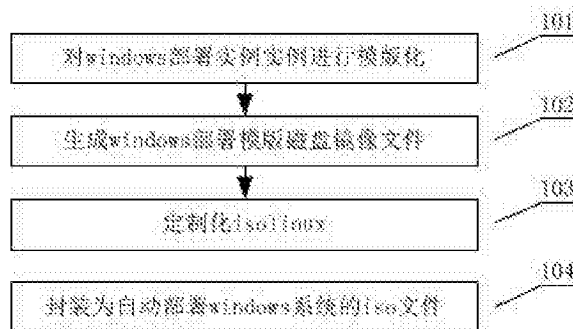 101
对windows部署实例实例进行模版化
102
生成windows部署模版磁盘镜像文件
103
定制化isolinux
104
封装为自动部署windows系统的iso文件